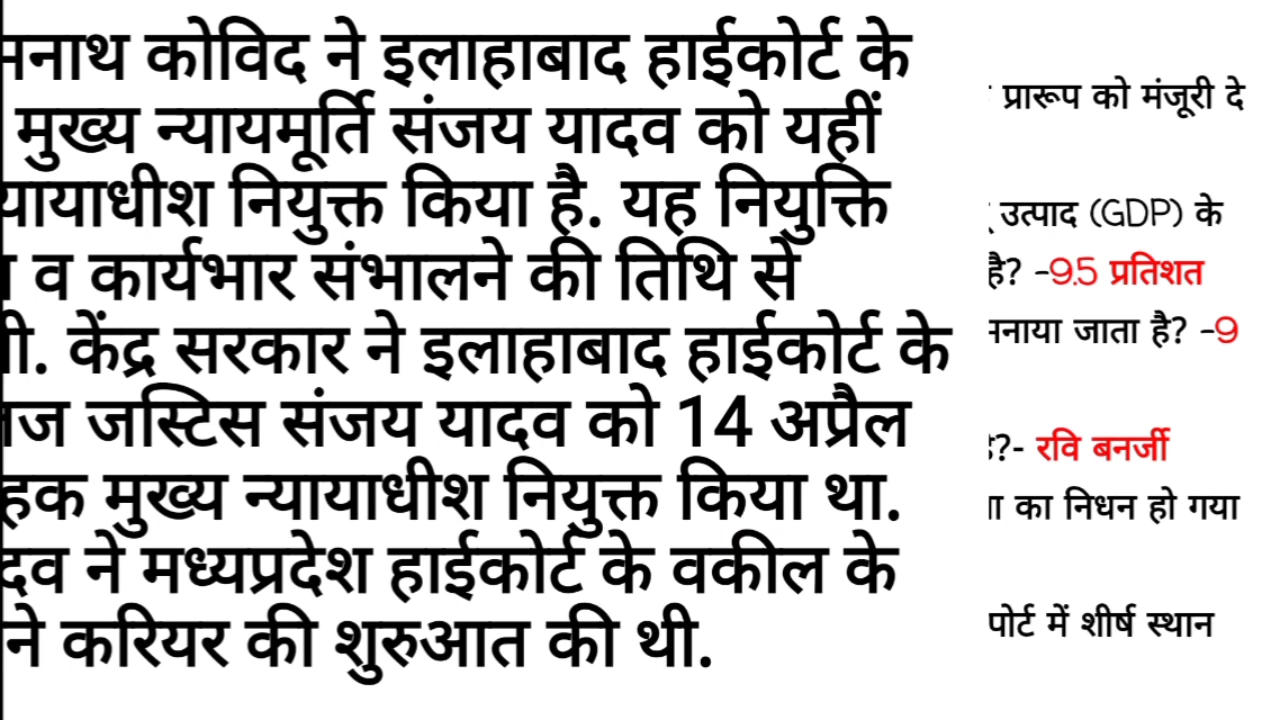 कोविद ने इलाहाबाद हाईकोर्ट के
मुख्य न्यायमूर्ति संजय यादव को यहीं
नियुक्त किया है. यह नियुक्ति
व कार्यभार संभालने की तिथि से
केंद्र सरकार ने इलाहाबाद हाईकोर्ट के
जस्टिस संजय यादव को 14 अप्रैल
मुख्य न्यायाधीश नियुक्त किया था.
ने मध्यप्रदेश हाईकोर्ट के वकील के
करियर की शुरुआत की थी.
प्रारूप को मंजूरी दे
उत्पाद (GDP) के
है? -9.5 प्रतिशत
मनाया जाता है? -9
?- रवि बनर्जी
का निधन हो गया
में शीर्ष स्थान